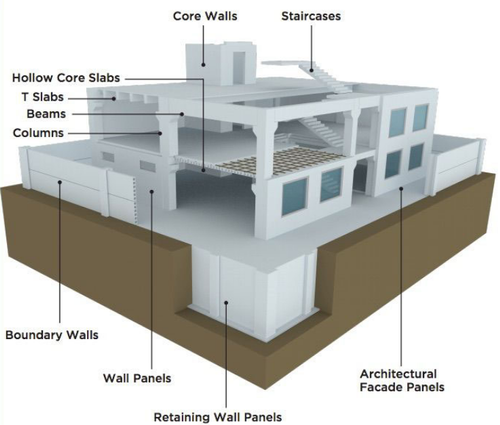 Core Walls
Staircases
Hollow Core Slabs
T Slabs
Beams
Columns
Boundary Walls
Wall Panels
Architectural
Facade Panels
Retaining Wall Panels